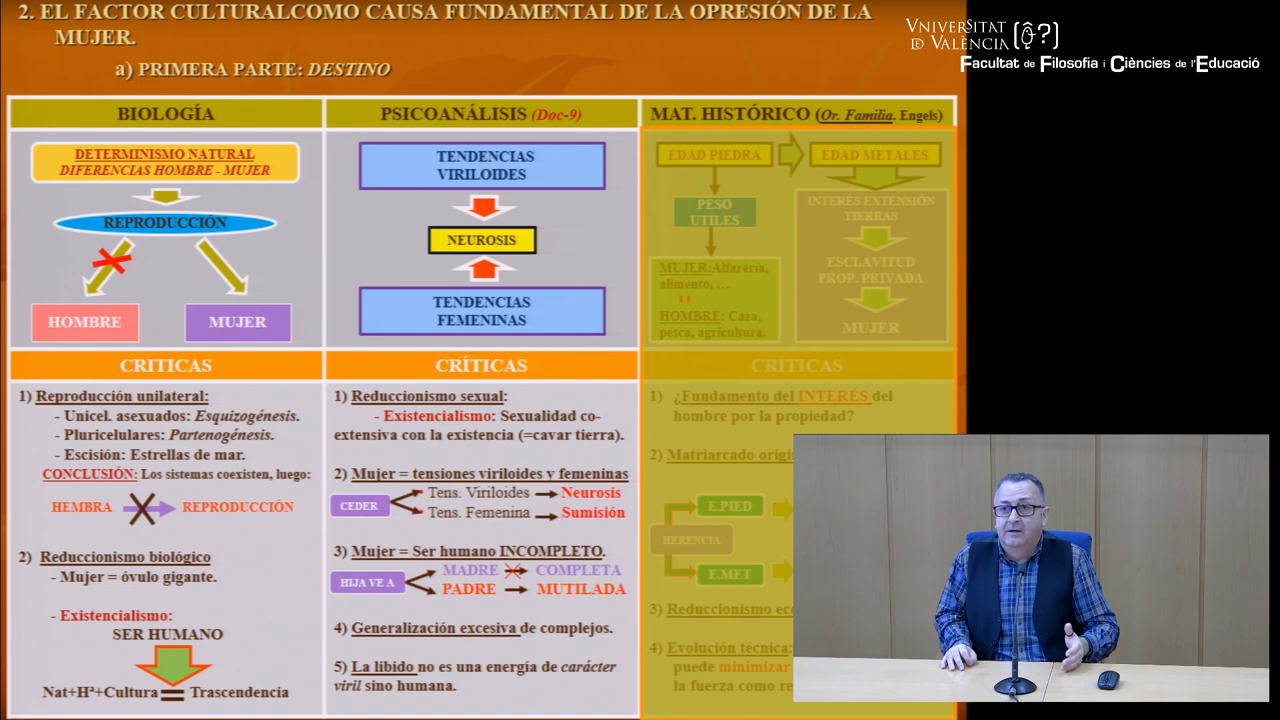 2. EL FACTOR CULTURALCOMO CAUSA FUNDAMENTAL DE LA OPRESIÓN DE LA
MUJER.
a) PRIMERA PARTE: DESTINO
VNIVERSITAT
DE VALÈNCIA
Facultat de Filosofia i Ciències de l'Educació
BIOLOGÍA
DETERMINISMO NATURAL
DIFERENCIAS HOMBRE - MUJER
REPRODUCCIÓN
HOMBRE
MUJER
PSICOANÁLISIS (Doc-9)
TENDENCIAS
VIRILOIDES
NEUROSIS
TENDENCIAS
FEMENINAS
MAT. HISTÓRICO (Or. Familia. Engels)
EDAD PIEDRA
EDAD METALES
PESO
UTILES
MUJER:Alfarería,
alimento, …
HOMBRE: Caza,
pesca, agricultura.
INTERÉS EXTENSIÓN
TIERRAS
ESCLAVITUD
PROP. PRIVADA
MUJER
CRITICAS
1) Reproducción unilateral:
- Unicel. asexuados: Esquizogénesis.
- Pluricelulares: Partenogénesis.
- Escisión: Estrellas de mar.
CONCLUSIÓN: Los sistemas coexisten, luego:
HEMBRA
REPRODUCCIÓN
2) Reduccionismo biológico
- Mujer = óvulo gigante.
- Existencialismo:
SER HUMANO
Nat+Hª+Cultura
Trascendencia
CRÍTICAS
1) Reduccionismo sexual:
- Existencialismo: Sexualidad co-
extensiva con la existencia (=cavar tierra).
2) Mujer = tensiones viriloides y femeninas
CEDER
Tens. Viriloides
Neurosis
Tens. Femenina
Sumisión
3) Mujer = Ser humano INCOMPLETO.
HIJA VE A
MADRE
COMPLETA
PADRE
MUTILADA
4) Generalización excesiva de complejos.
5) La libido no es una energía de carácter
viril sino humana.
CRÍTICAS
1) ¿Fundamento del INTERÉS del
hombre por la propiedad?
2) Matriarcado
E.PIED
HERENCIA
E.MET
3) Reduccionismo
4) Evolución técnica:
puede minimizar
la fuerza como